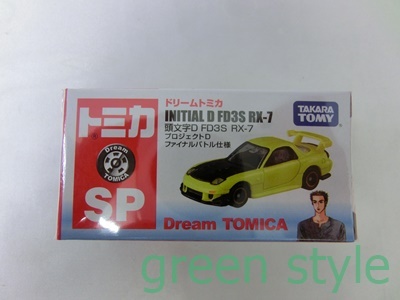 トミカ
Dream
TOMICA
SP
ドリームトミカ
INITIAL D FD3S RX-7
頭文字D FD3S RX-7
プロジェクトD
ファイナルバトル仕様
TAKARA
TOMY
Dream TOMICA
green style